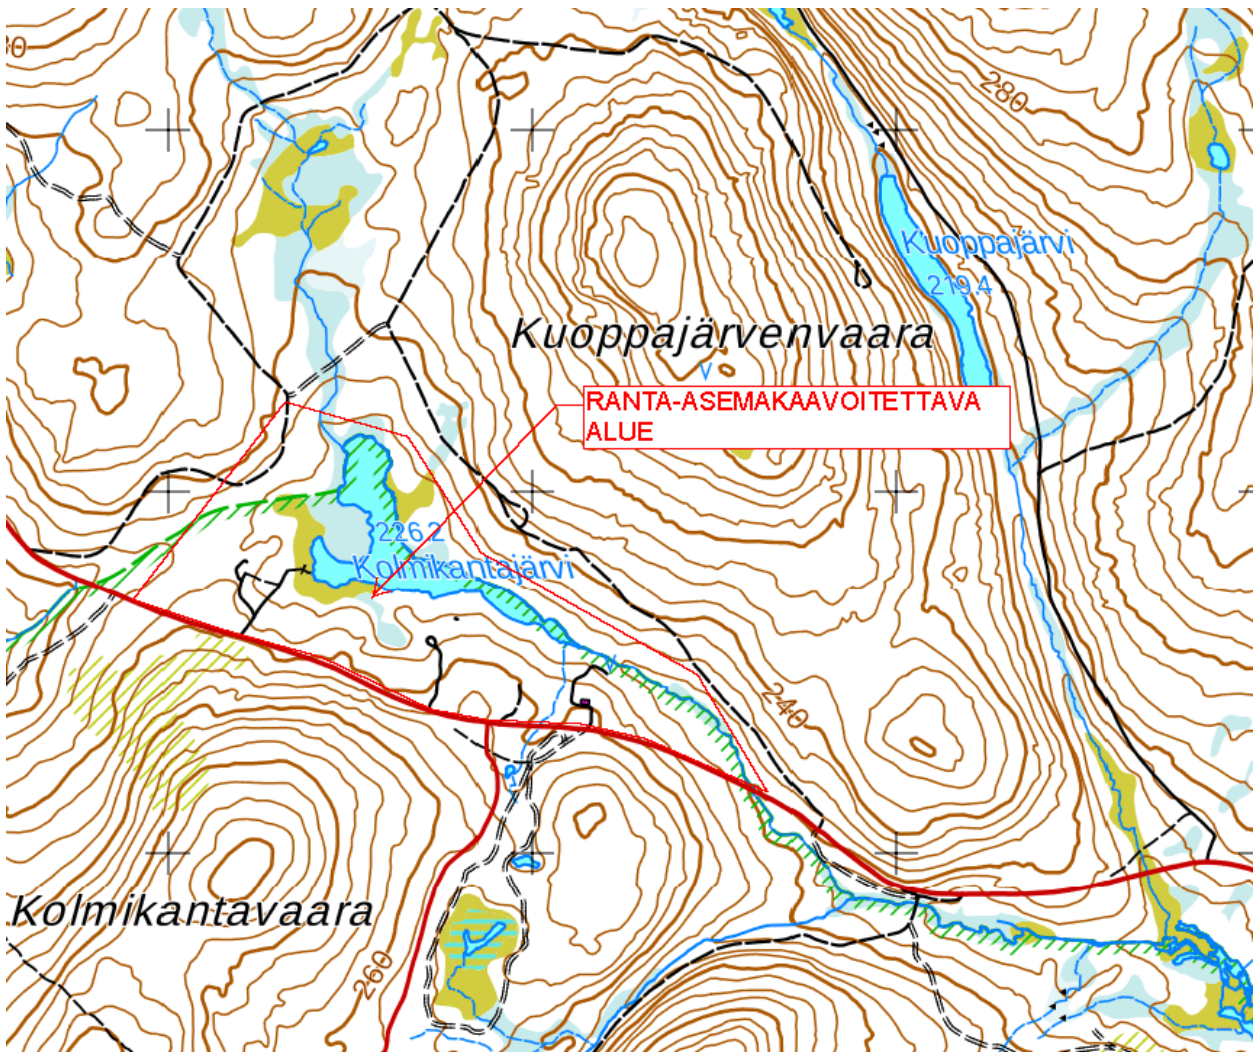 280
Kuoppajärvi
219.4
Kuoppajärvenvaara
RANTA-ASEMAKAAVOITETTAVA
ALUE
226.2
Kolmikantajärvi
240
Kolmikantavaara
260